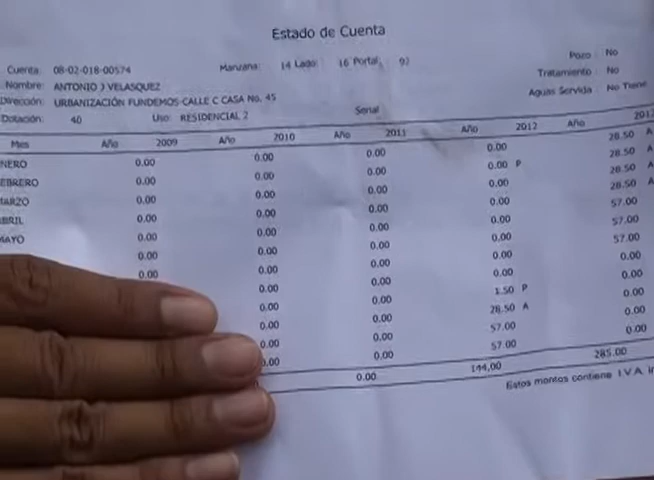 Estado de Cuenta
Cuenta: 08-02-018-00574 Manzana: 14 Lado: 16 Portal: 92 Pozo : No
Nombre: ANTONIO J VELASQUEZ Tratamiento : No
Dirección: URBANIZACIÓN FUNDEMOS-CALLE C CASA No. 45 Aguas Servida : No Tiene
Dotación: 40 Uso: RESIDENCIAL 2 Serial
Mes Año 2009 Año 2010 Año 2011 Año 2012 Año
NERO 0.00 0.00 0.00 0.00 28.50 A
EBRERO 0.00 0.00 0.00 0.00 P 28.50 A
MARZO 0.00 0.00 0.00 0.00 28.50 A
BRIL 0.00 0.00 0.00 0.00 28.50 A
MAYO 0.00 0.00 0.00 0.00 57.00
0.00 0.00 0.00 0.00 57.00
0.00 0.00 0.00 0.00 57.00
0.00 0.00 0.00 0.00
0.00 0.00 1.50 P 0.00
0.00 0.00 28.50 A 0.00
0.00 0.00 57.00 0.00
0.00 0.00 57.00 0.00
0.00 144.00 285.00
Estos montos contiene I.V.A